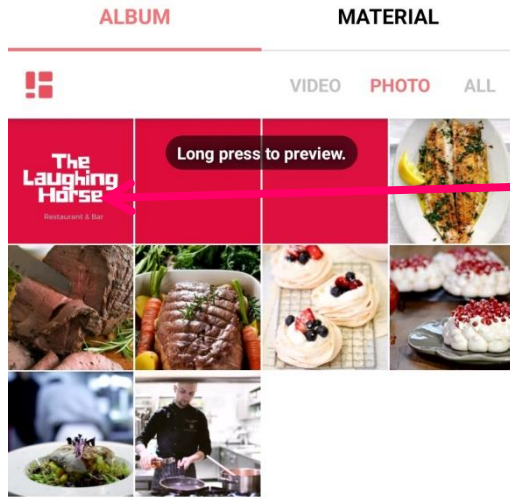 ALBUM MATERIAL
VIDEO PHOTO ALL
Long press to preview.
The
Laughing
Horse
Restaurant & Bar